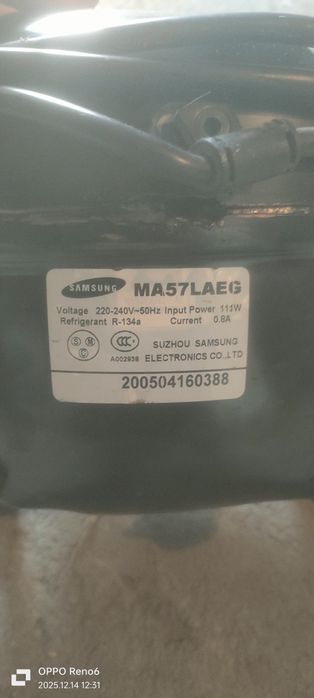 SAMSUNG MA57LAEG
Voltage 220-240V~50Hz Input Power 111W
Refrigerant R-134a Current 0.8A
S M C
CCC SUZHOU SAMSUNG
A002938 ELECTRONICS CO.,LTD
200504160388
OPPO Reno6
2025.12.14 12:31